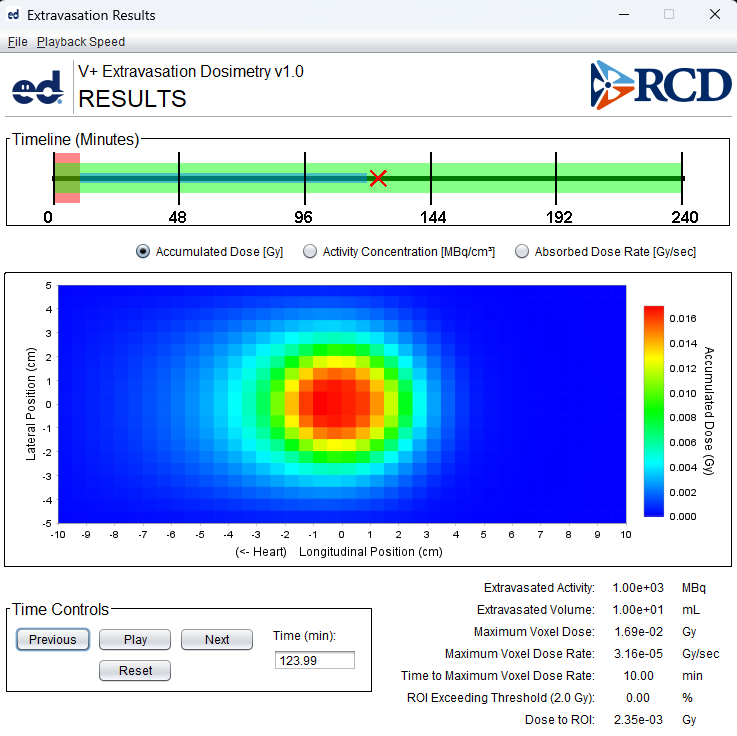 ed Extravasation Results
File Playback Speed
ed. V+ Extravasation Dosimetry v1.0
RESULTS
RCD
Timeline (Minutes)
0 48 96 144 192 240
Accumulated Dose [Gy] Activity Concentration [MBq/cm³] Absorbed Dose Rate [Gy/sec]
5
4
3
2
1
0
-1
-2
-3
-4
-5
Lateral Position (cm)
-10 -9 -8 -7 -6 -5 -4 -3 -2 -1 0 1 2 3 4 5 6 7 8 9 10
(<- Heart) Longitudinal Position (cm)
0.016
0.014
0.012
0.010
0.008
0.006
0.004
0.002
0.000
Accumulated Dose (Gy)
Time Controls
Previous Play Next
Reset
Time (min):
123.99
Extravasated Activity: 1.00e+03 MBq
Extravasated Volume: 1.00e+01 mL
Maximum Voxel Dose: 1.69e-02 Gy
Maximum Voxel Dose Rate: 3.16e-05 Gy/sec
Time to Maximum Voxel Dose Rate: 10.00 min
ROI Exceeding Threshold (2.0 Gy): 0.00 %
Dose to ROI: 2.35e-03 Gy